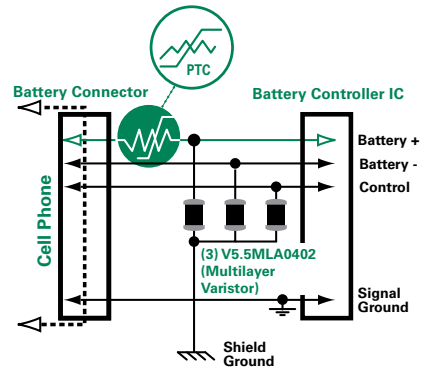 PTC
Battery Connector
Battery Controller IC
Battery +
Battery -
Control
Cell Phone
(3) V5.5MLA0402
(Multilayer
Varistor)
Signal
Ground
Shield
Ground